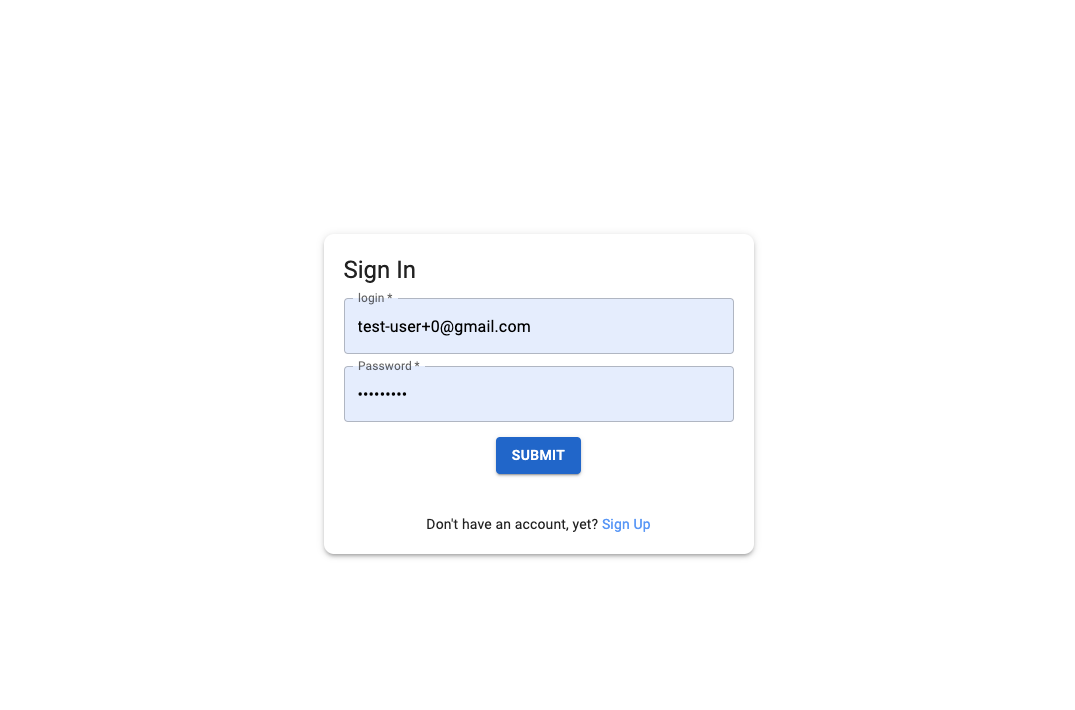 Sign In
login *
test-user+0@gmail.com
Password *
•••••••••
SUBMIT
Don't have an account, yet? Sign Up